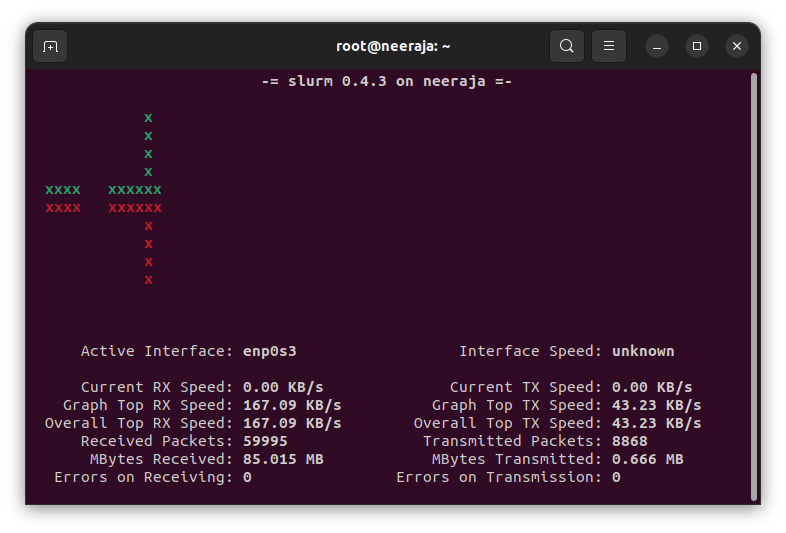 root@neeraja: ~
-= slurm 0.4.3 on neeraja =-
x
x
x
x
xxxx xxxxxx
xxxx xxxxxx
x
x
x
x
Active Interface: enp0s3 Interface Speed: unknown
Current RX Speed: 0.00 KB/s Current TX Speed: 0.00 KB/s
Graph Top RX Speed: 167.09 KB/s Graph Top TX Speed: 43.23 KB/s
Overall Top RX Speed: 167.09 KB/s Overall Top TX Speed: 43.23 KB/s
Received Packets: 59995 Transmitted Packets: 8868
MBytes Received: 85.015 MB MBytes Transmitted: 0.666 MB
Errors on Receiving: 0 Errors on Transmission: 0